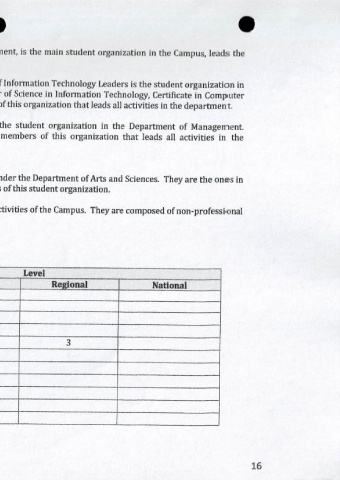 ment, is the main student organization in the Campus, leads the
f Information Technology Leaders is the student organization in
of Science in Information Technology, Certificate in Computer
of this organization that leads all activities in the department.
the student organization in the Department of Management.
members of this organization that leads all activities in the
nder the Department of Arts and Sciences. They are the ones in
of this student organization.
ctivities of the Campus. They are composed of non-professional
Level
Regional National
3
16